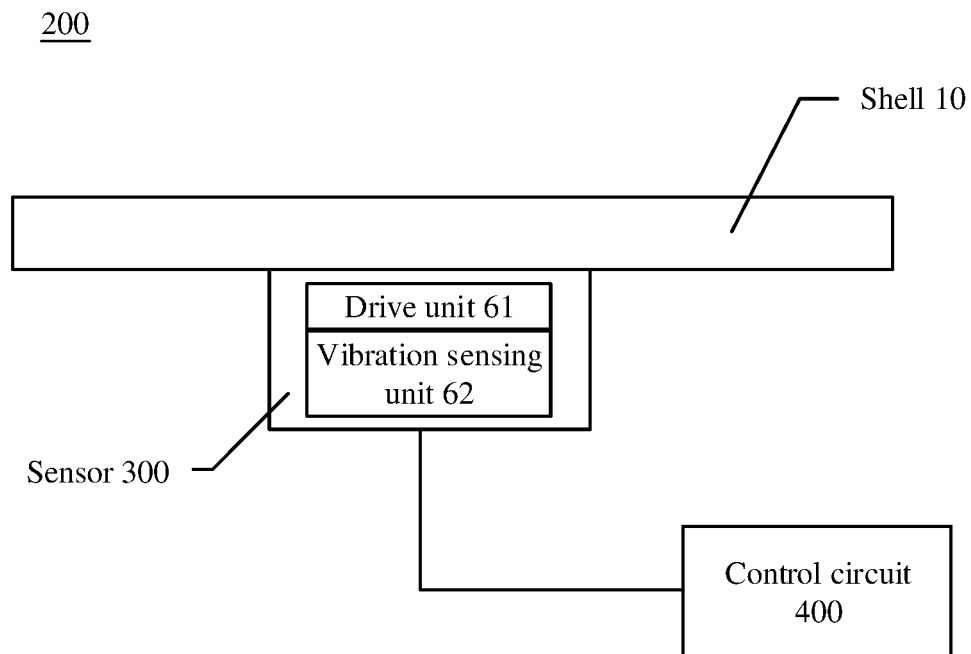 200
Shell 10
Drive unit 61
Vibration sensing
unit 62
Sensor 300
Control circuit
400